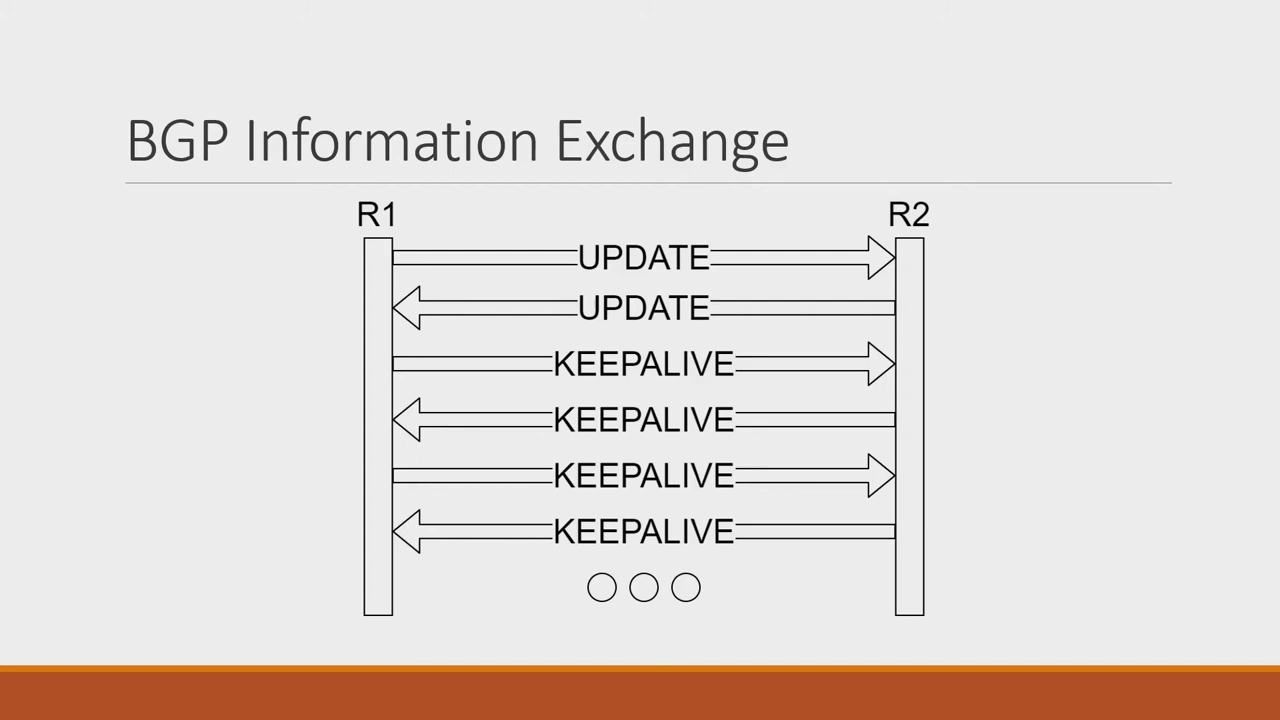 BGP Information Exchange
R1 R2
UPDATE
UPDATE
KEEPALIVE
KEEPALIVE
KEEPALIVE
KEEPALIVE